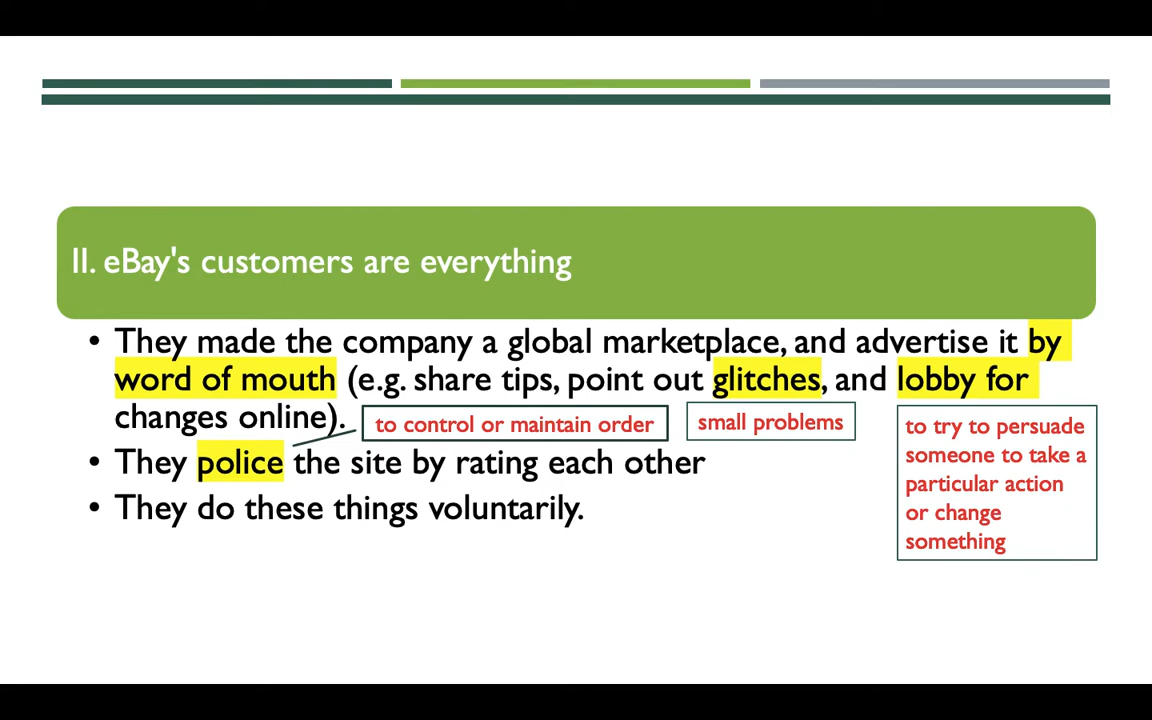 II. eBay's customers are everything
• They made the company a global marketplace, and advertise it by
word of mouth (e.g. share tips, point out glitches, and lobby for
changes online).
to control or maintain order
small problems
to try to persuade
someone to take a
particular action
or change
something
• They police the site by rating each other
• They do these things voluntarily.